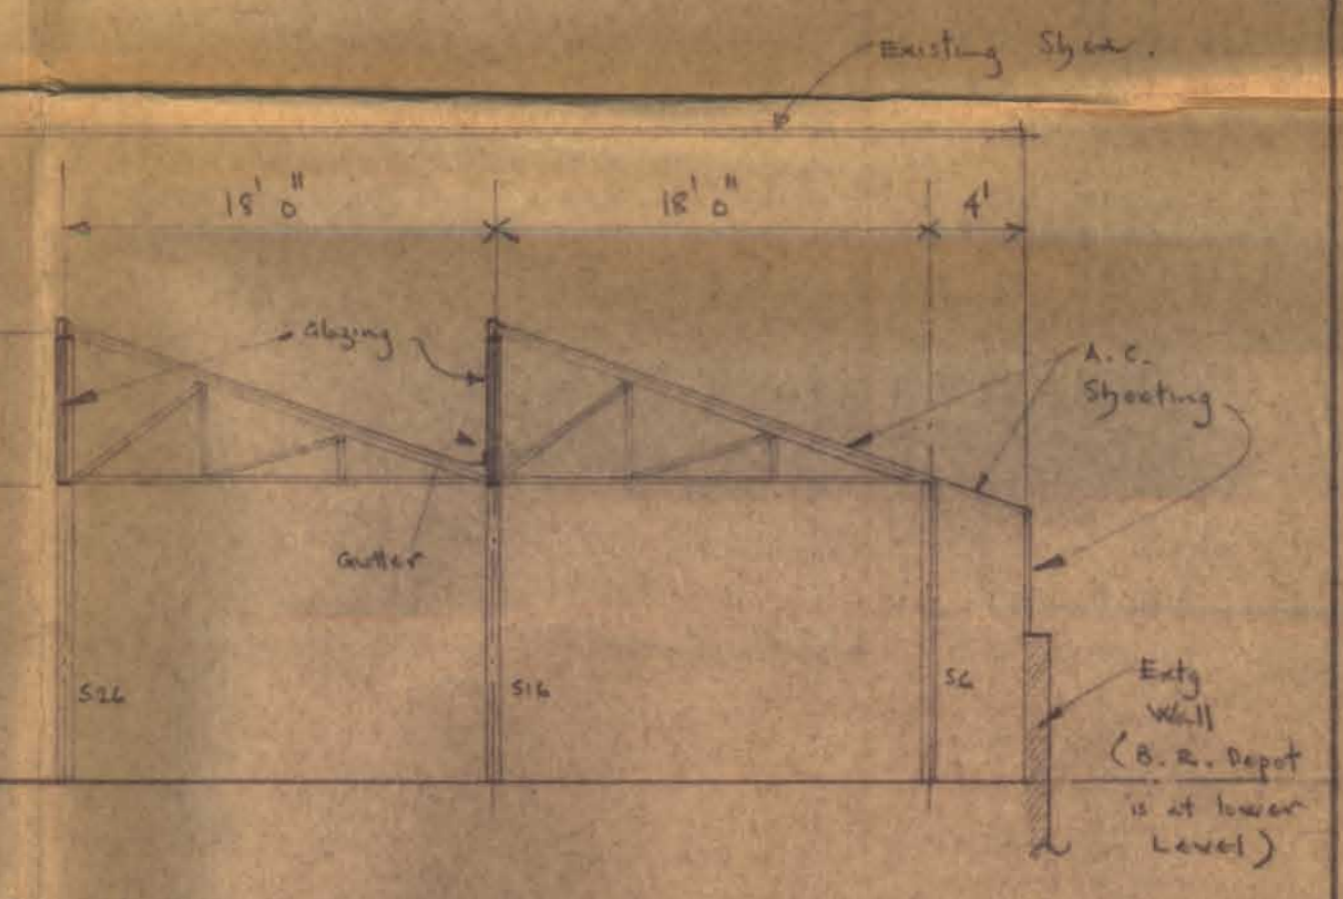 Existing Shed.
18' 0"
18' 0"
4'
Glazing
A.C.
Sheeting
Gutter
S26
S16
S6
Extg
Wall
(B.R. Depot
is at lower
Level)